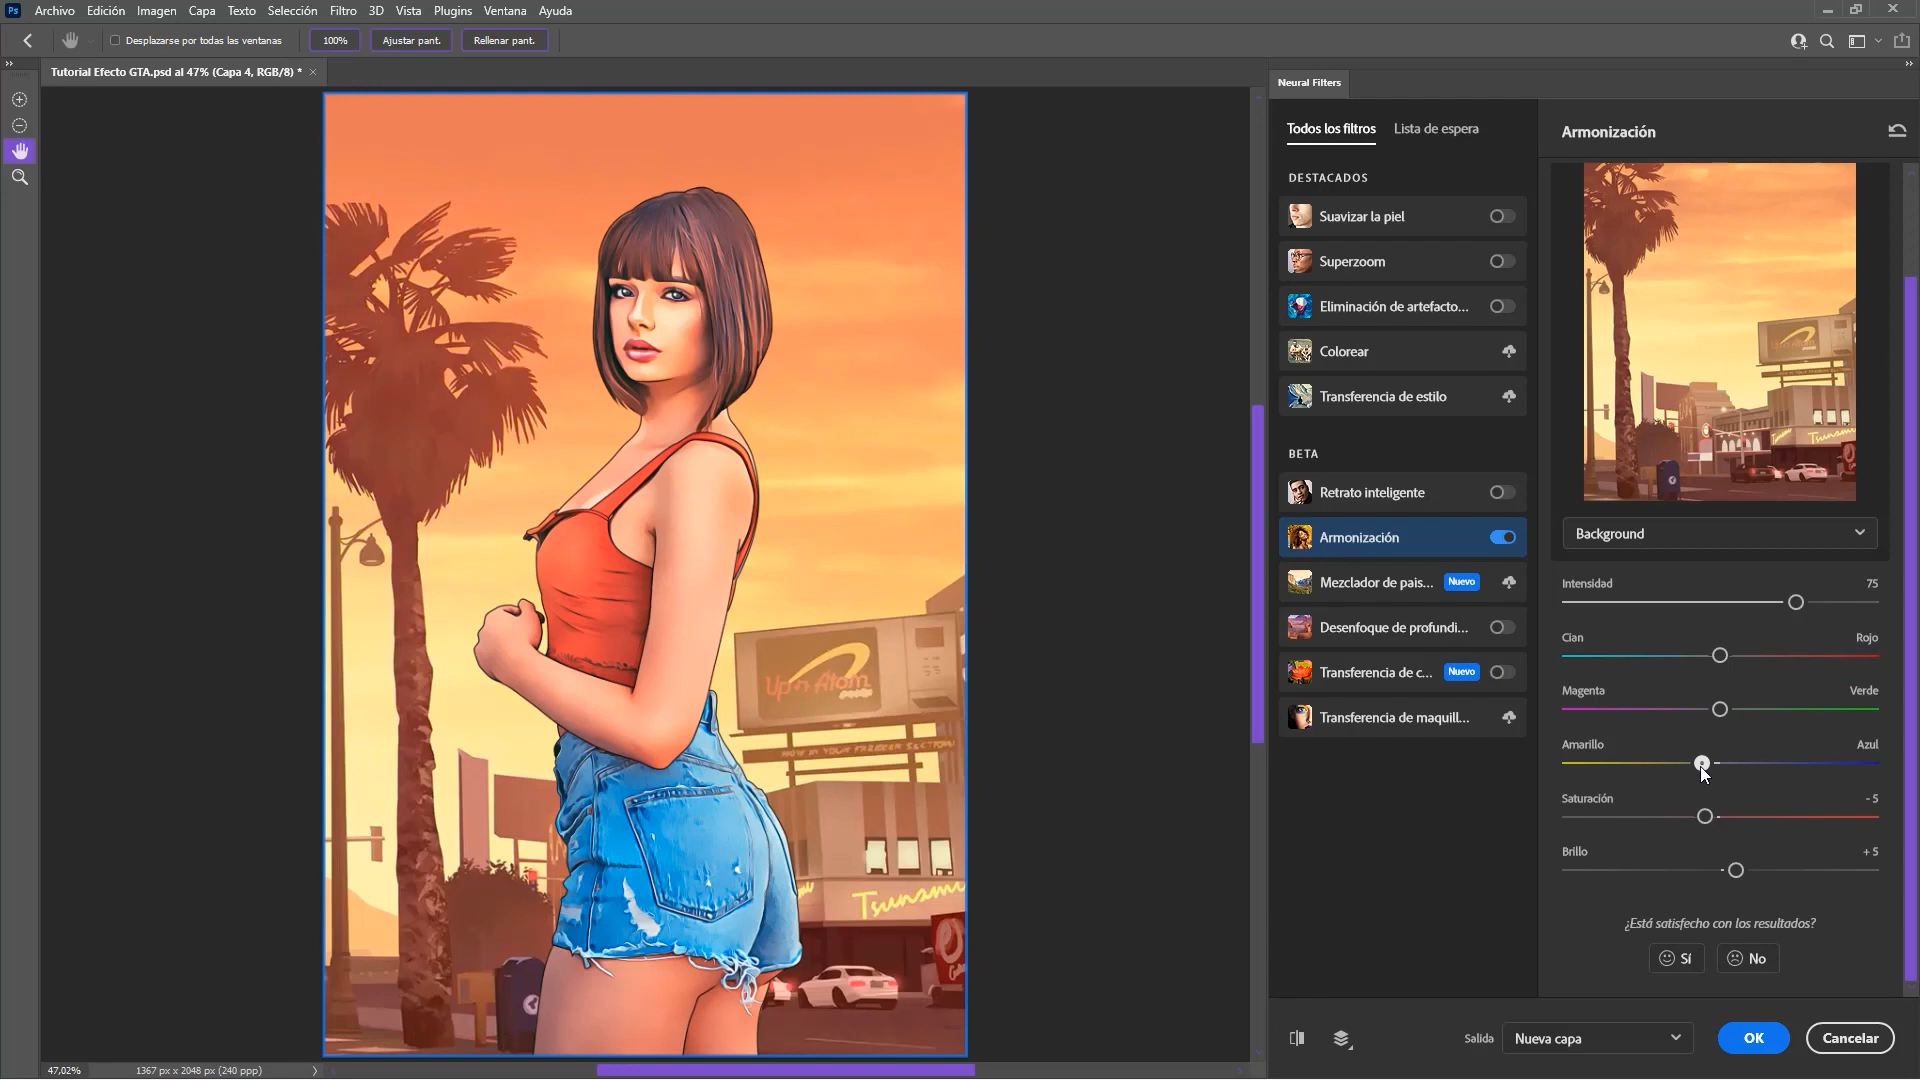 Ps Archivo Edición Imagen Capa Texto Selección Filtro 3D Vista Plugins Ventana Ayuda
Desplazarse por todas las ventanas 100% Ajustar pant. Rellenar pant.
Tutorial Efecto GTA.psd al 47% (Capa 4, RGB/8) *
Neural Filters
Todos los filtros Lista de espera
DESTACADOS
Suavizar la piel
Superzoom
Eliminación de artefacto...
Colorear
Transferencia de estilo
BETA
Retrato inteligente
Armonización
Mezclador de pais... Nuevo
Desenfoque de profundi...
Transferencia de c... Nuevo
Transferencia de maquill...
Armonización
Background
Intensidad 75
Cian Rojo
Magenta Verde
Amarillo Azul
Saturación - 5
Brillo + 5
¿Está satisfecho con los resultados?
Sí No
Salida Nueva capa OK Cancelar
Up-n-Atom
Tsunami
47,02% 1367 px x 2048 px (240 ppp)